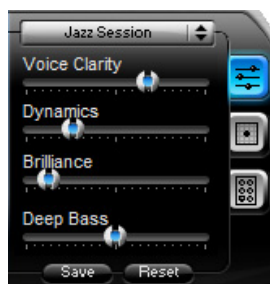 Jazz Session
Voice Clarity
Dynamics
Brilliance
Deep Bass
Save Reset